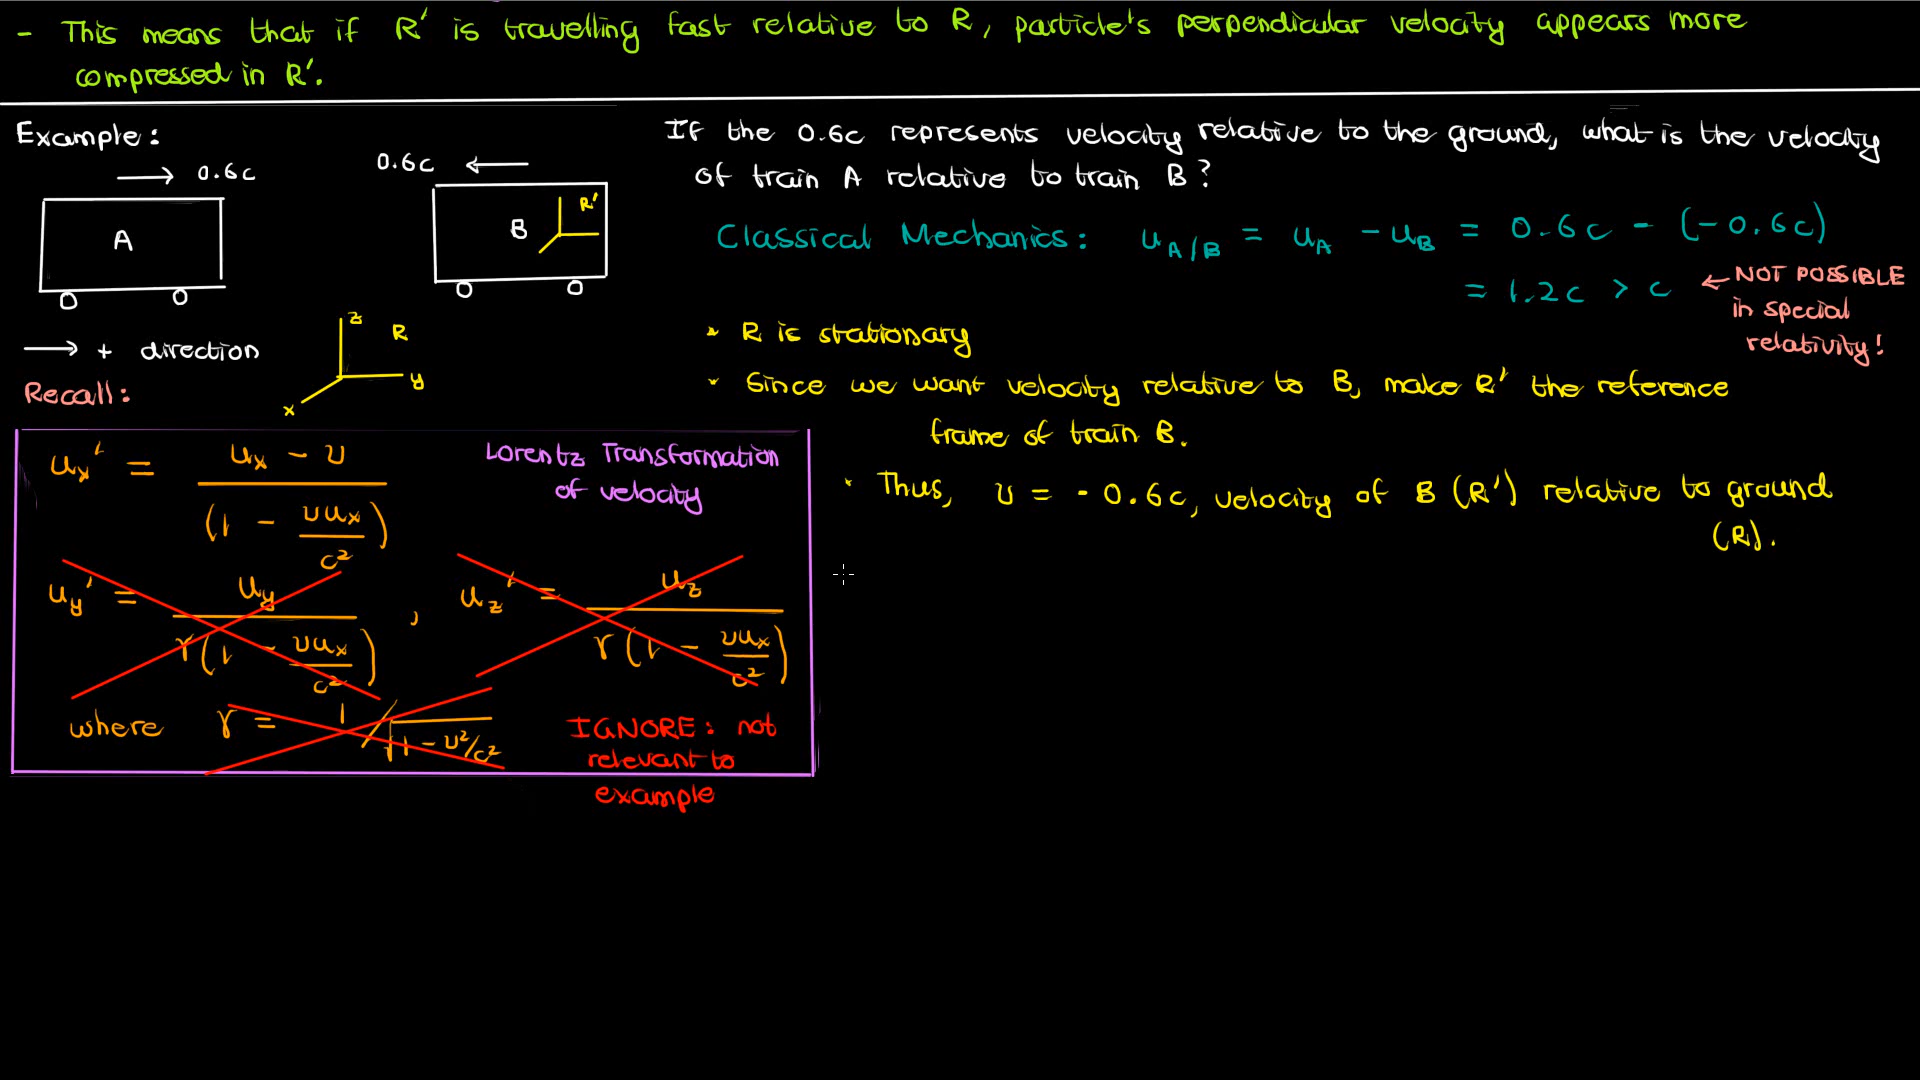 - This means that if R' is travelling fast relative to R, particle's perpendicular velocity appears more
compressed in R'.
Example:
→ 0.6c
0.6c ←
A
B
R'
→ + direction
z
R
y
x
If the 0.6c represents velocity relative to the ground, what is the velocity
of train A relative to train B?
Classical Mechanics: u_A/B = u_A - u_B = 0.6c - (-0.6c)
= 1.2c > c ← NOT POSSIBLE
in special
relativity!
• R is stationary
• Since we want velocity relative to B, make R' the reference
frame of train B.
• Thus, v = -0.6c, velocity of B (R') relative to ground
(R).
Recall:
Lorentz Transformation
of velocity
u_x' = (u_x - v) / (1 - vu_x/c²)
u_y' = u_y / γ(1 - vu_x/c²) , u_z' = u_z / γ(1 - vu_x/c²)
where γ = 1/√(1 - v²/c²)
IGNORE: not
relevant to
example